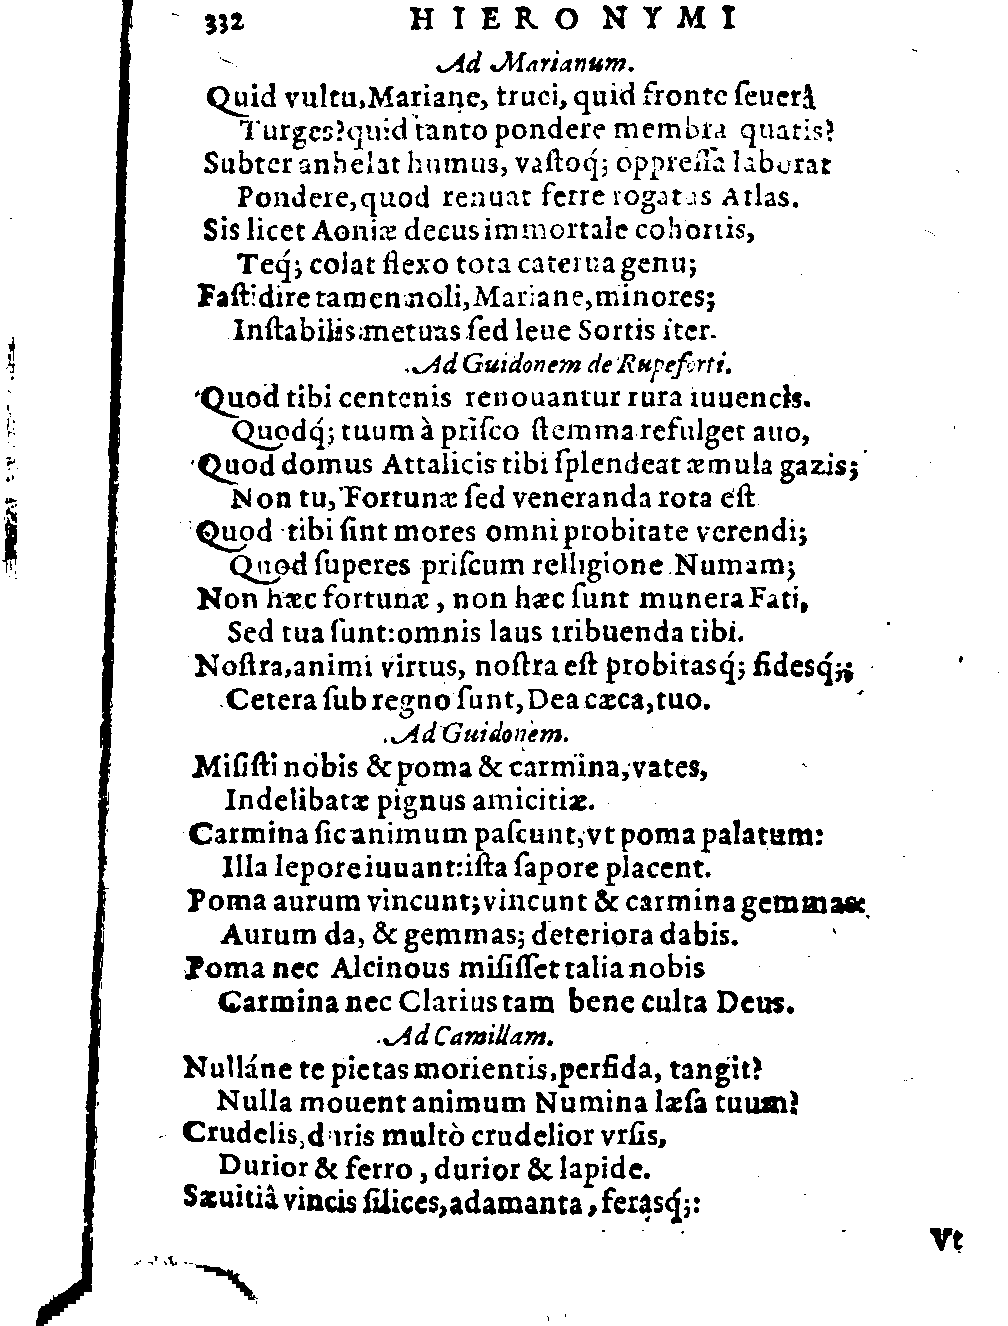 332 HIERONYMI
Ad Marianum.
Quid vultu, Mariane, truci, quid fronte ſeuerâ
Turges? quid tanto pondere membra quatis?
Subter anhelat humus, vaſtoq́; oppreſſa laborat
Pondere, quod renuat ferre rogatus Atlas.
Sis licet Aoniæ decus immortale cohortis,
Teq́; colat flexo tota caterua genu;
Faſtidire tamen noli, Mariane, minores;
Inſtabilis metuas ſed leue Sortis iter.
Ad Guidonem de Rupeforti.
Quod tibi centenis renouantur rura iuuencis.
Quodq́; tuum à priſco ſtemma refulget auo,
Quod domus Attalicis tibi ſplendeat æmula gazis;
Non tu, Fortunæ ſed veneranda rota eſt
Quod tibi ſint mores omni probitate verendi;
Quod ſuperes priſcum relligione Numam;
Non hæc fortunæ, non hæc ſunt munera Fati,
Sed tua ſunt: omnis laus tribuenda tibi.
Noſtra, animi virtus, noſtra eſt probitasq́; fidesq́;;
Cetera ſub regno ſunt, Dea cæca, tuo.
Ad Guidonem.
Miſiſti nobis & poma & carmina, vates,
Indelibatæ pignus amicitiæ.
Carmina ſic animum paſcunt, vt poma palatum:
Illa lepore iuuant: iſta ſapore placent.
Poma aurum vincunt; vincunt & carmina gemmas:
Aurum da, & gemmas; deteriora dabis.
Poma nec Alcinous miſiſſet talia nobis
Carmina nec Clarius tam bene culta Deus.
Ad Camillam.
Nulláne te pietas morientis, perfida, tangit?
Nulla mouent animum Numina læſa tuum?
Crudelis, duris multò crudelior vrſis,
Durior & ferro, durior & lapide.
Sæuitiâ vincis ſilices, adamanta, ferasq́;:
Vt